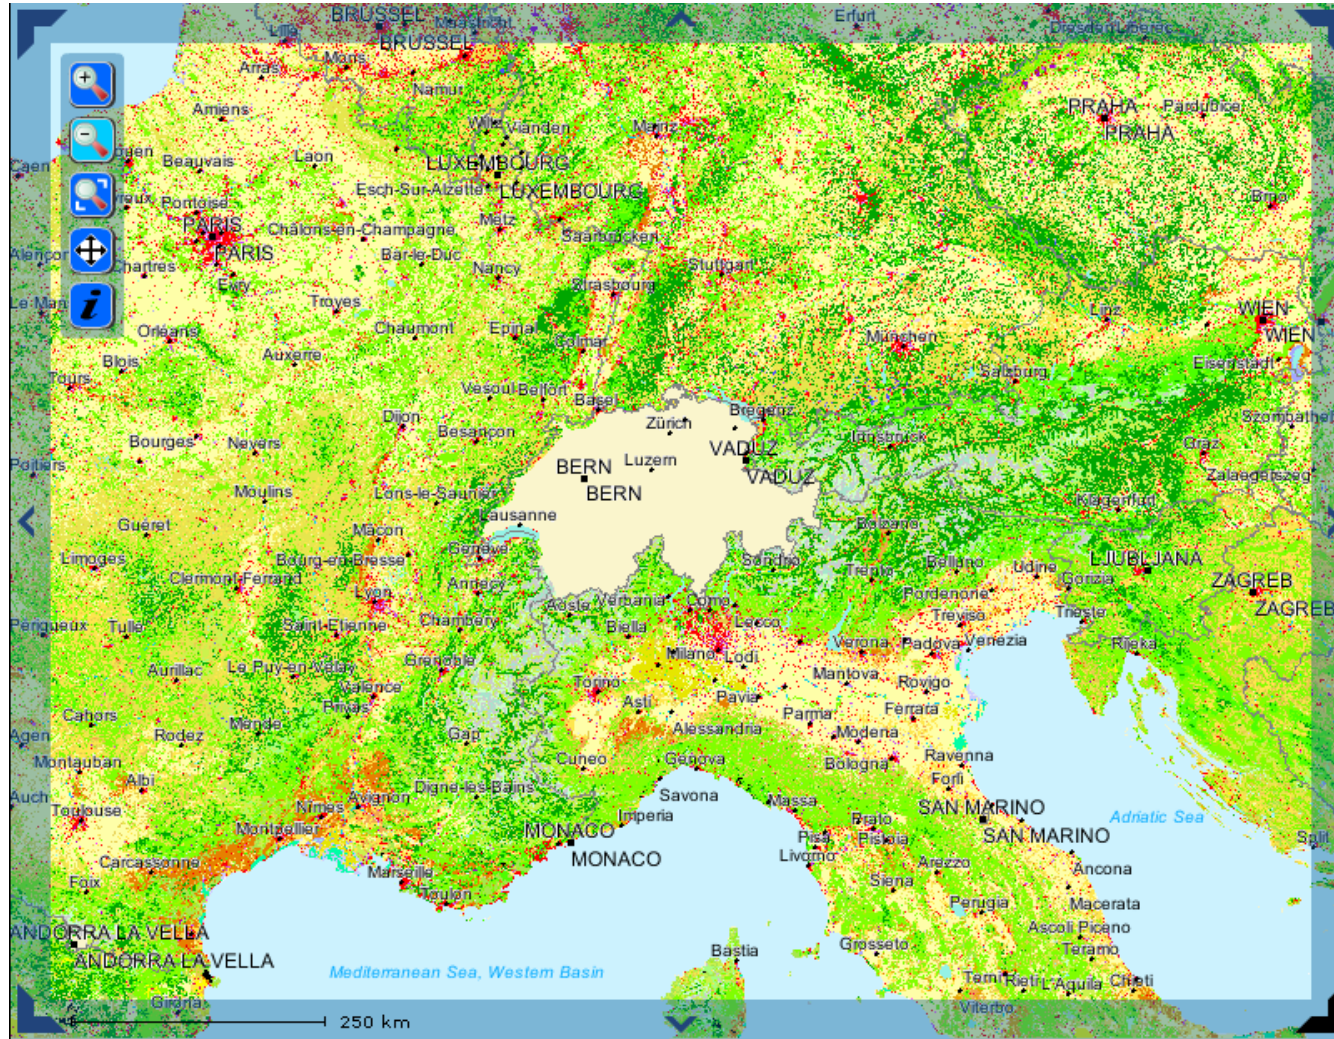 BRUSSEL Maastricht Erfurt
Lille Dresden Liberec
BRUSSEL
Mons
Arras
Namur
Amiens PRAHA Pardubice
Wiltz Vianden Mainz PRAHA
Beauvais Laon LUXEMBOURG
Caen
Esch-Sur-Alzette LUXEMBOURG
Pontoise Brno
PARIS Châlons-en-Champagne Metz
Saarbrücken
Alençon PARIS Bar-le-Duc
Chartres Nancy Stuttgart
Evry Strasbourg
Le Man Troyes WIEN
Linz
Orléans Chaumont Epinal München WIEN
Colmar
Blois Auxerre Eisenstadt
Tours Salzburg
Vesoul Belfort
Basel
Dijon Bregenz Szombathel
Zürich
Bourges Nevers Besançon Innsbruck Graz
VADUZ
Poitiers BERN Luzern
VADUZ Zalaegerszeg
Moulins Lons-le-Saunier BERN
Klagenfurt
Lausanne
Guéret Mâcon Bolzano
Genève
Limoges Bourg-en-Bresse Sondrio Belluno LJUBLJANA
Udine
Clermont-Ferrand Annecy Trento Gorizia ZAGREB
Lyon Aoste Verbania Como Pordenone
Treviso Trieste ZAGREB
Périgueux Tulle Saint-Etienne Chambéry Biella Lecco
Verona Padova Venezia Rijeka
Aurillac Le Puy-en-Velay Grenoble Milano Lodi
Valence Torino Mantova Rovigo
Privas Asti Pavia
Cahors Mende Parma Ferrara
Agen Rodez Gap Alessandria Modena
Montauban Cuneo Genova Bologna Ravenna
Albi Digne-les-Bains Forlì
Auch Avignon Savona
Toulouse Nîmes Imperia Massa SAN MARINO
Adriatic Sea
Montpellier MONACO Prato
Pisa Pistoia SAN MARINO Split
Carcassonne MONACO Livorno Arezzo
Marseille Ancona
Foix Siena
Toulon Perugia Macerata
ANDORRA LA VELLA Ascoli Piceno
Grosseto Teramo
Bastia
ANDORRA LA VELLA Mediterranean Sea, Western Basin
Terni Rieti L'Aquila Chieti
Girona Viterbo
250 km